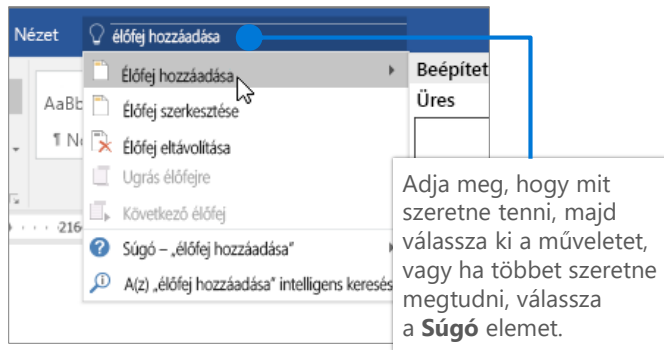 Nézet
élőfej hozzáadása
Élőfej hozzáadása
Élőfej szerkesztése
Élőfej eltávolítása
Ugrás élőfejre
Következő élőfej
Súgó – „élőfej hozzáadása”
A(z) „élőfej hozzáadása” intelligens keresés
AaBb
¶ No
216
Beépítet
Üres
Adja meg, hogy mit
szeretne tenni, majd
válassza ki a műveletet,
vagy ha többet szeretne
megtudni, válassza
a Súgó elemet.